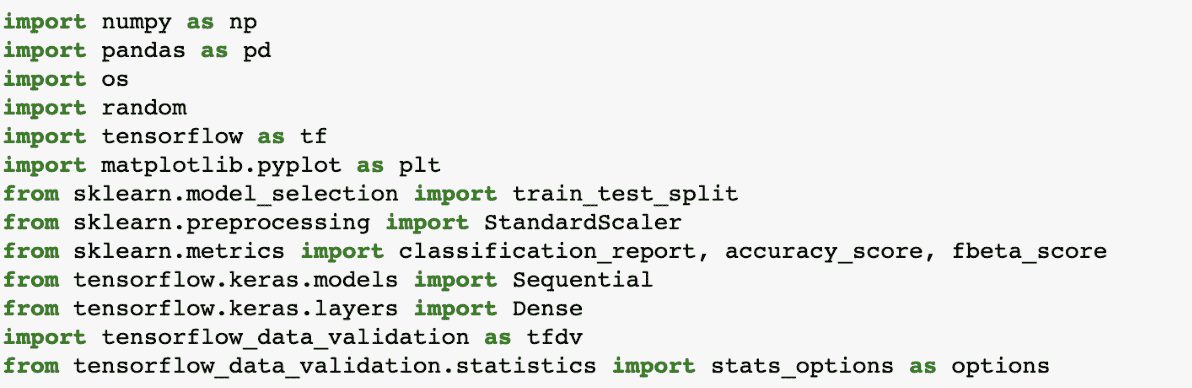 import numpy as np
import pandas as pd
import os
import random
import tensorflow as tf
import matplotlib.pyplot as plt
from sklearn.model_selection import train_test_split
from sklearn.preprocessing import StandardScaler
from sklearn.metrics import classification_report, accuracy_score, fbeta_score
from tensorflow.keras.models import Sequential
from tensorflow.keras.layers import Dense
import tensorflow_data_validation as tfdv
from tensorflow_data_validation.statistics import stats_options as options